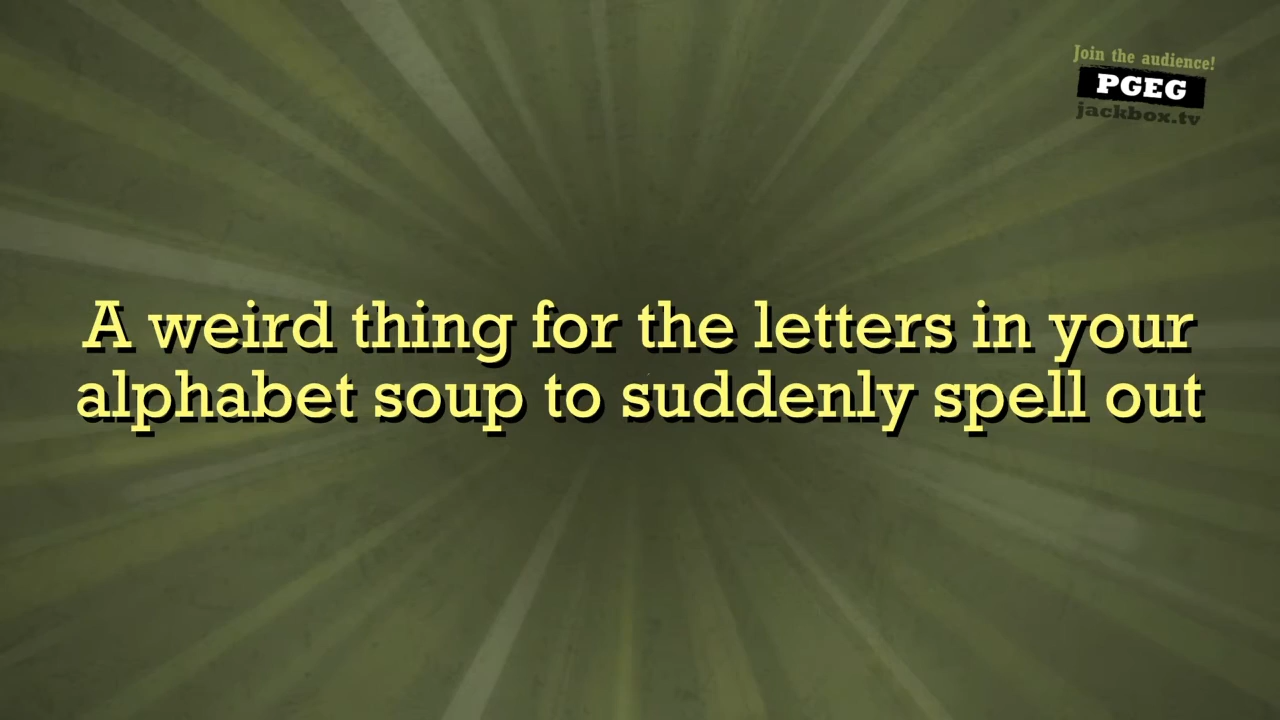 Join the audience!
PGEG
jackbox.tv
A weird thing for the letters in your
alphabet soup to suddenly spell out